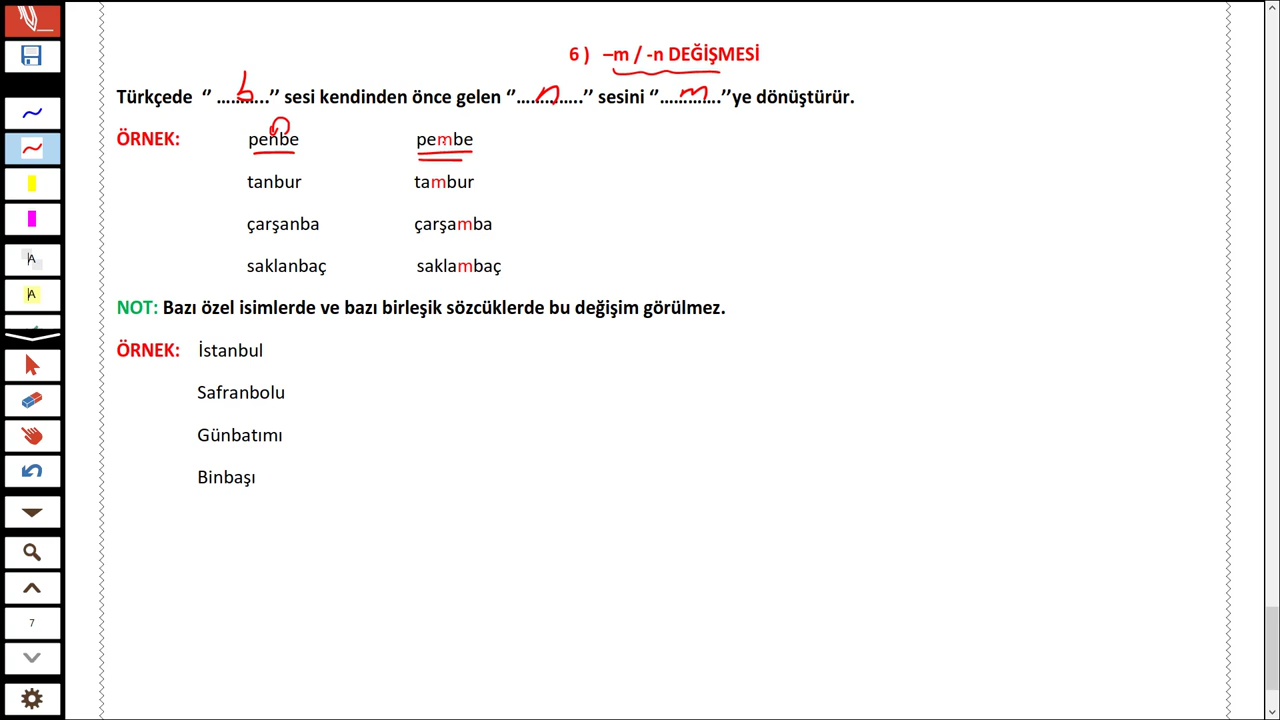 6 ) –m / -n DEĞİŞMESİ
Türkçede ‘’ …b…..’’ sesi kendinden önce gelen ‘’…n…..’’ sesini ‘’…m….’’ye dönüştürür.
ÖRNEK: penbe pembe
tanbur tambur
çarşanba çarşamba
saklanbaç saklambaç
NOT: Bazı özel isimlerde ve bazı birleşik sözcüklerde bu değişim görülmez.
ÖRNEK: İstanbul
Safranbolu
Günbatımı
Binbaşı
A
A
7